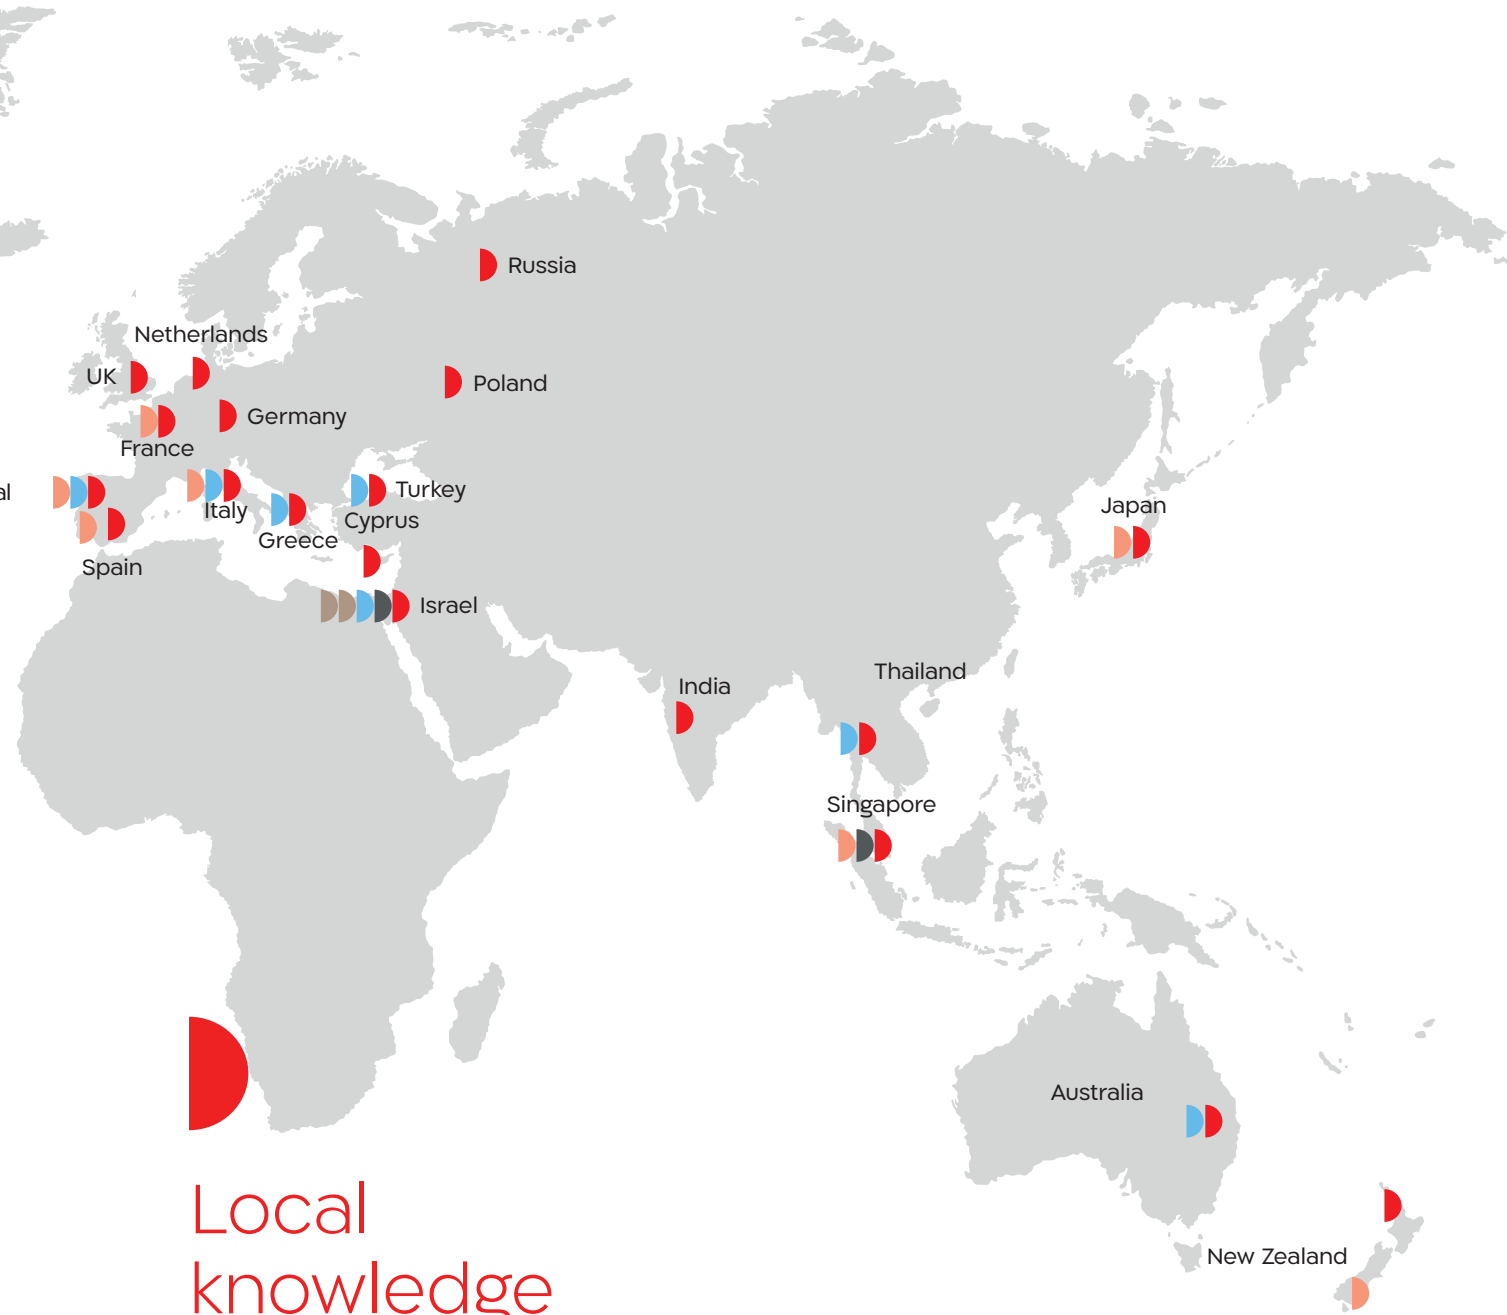 Russia
Netherlands
UK
Poland
Germany
France
al
Italy
Turkey
Cyprus
Greece
Spain
Israel
Japan
Thailand
India
Singapore
Australia
New Zealand
Local
knowledge